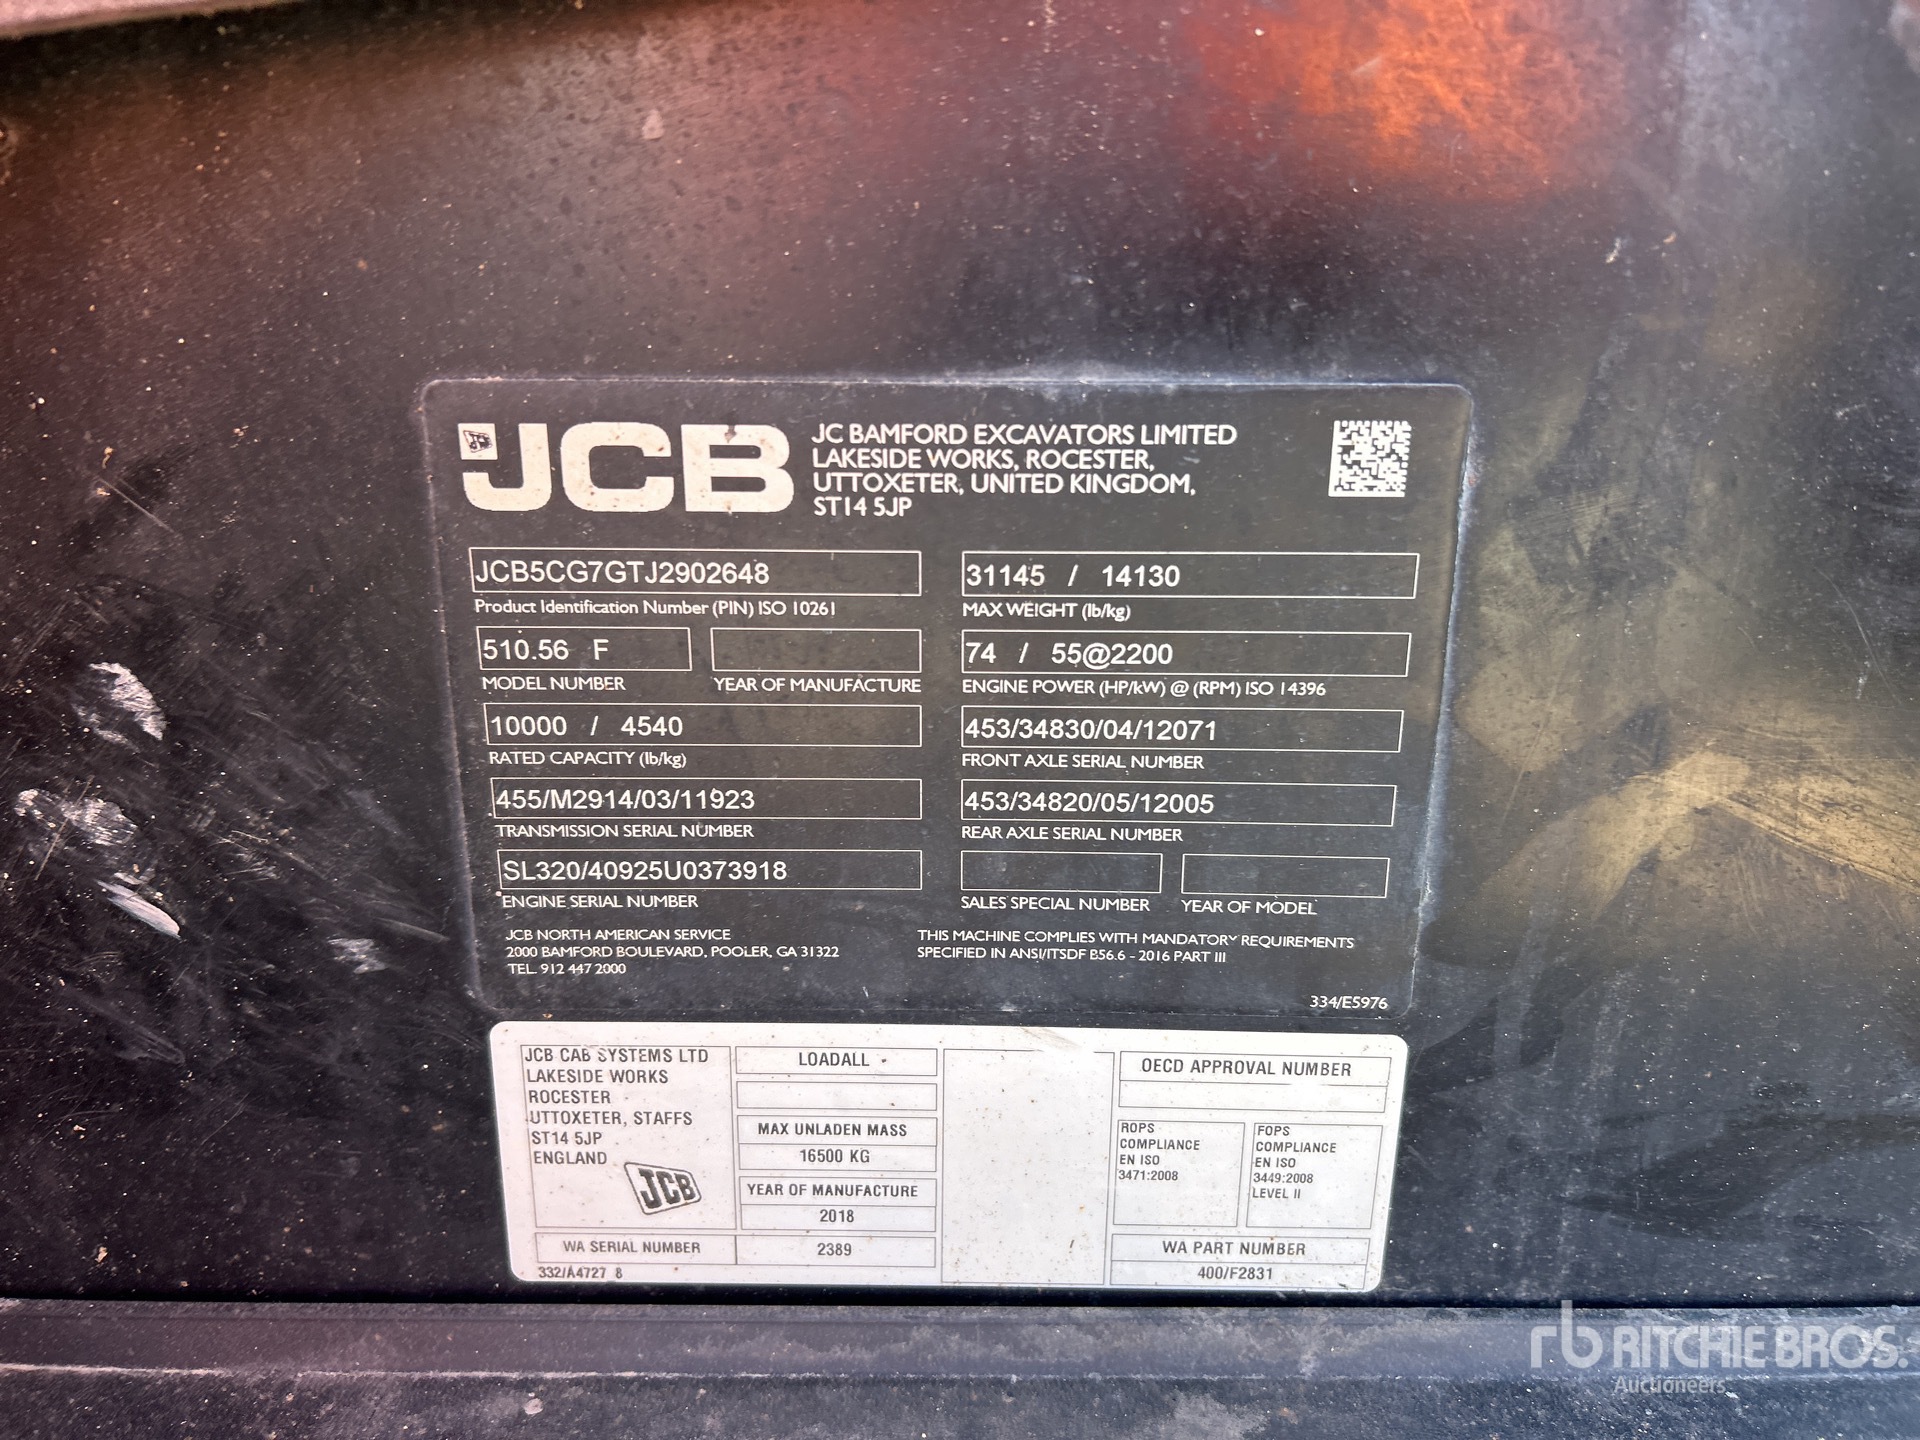 JCB
JC BAMFORD EXCAVATORS LIMITED
LAKESIDE WORKS, ROCESTER,
UTTOXETER, UNITED KINGDOM,
ST14 5JP
JCB5CG7GTJ2902648
Product Identification Number (PIN) ISO 10261
31145 / 14130
MAX WEIGHT (lb/kg)
510.56 F
MODEL NUMBER
YEAR OF MANUFACTURE
74 / 55@2200
ENGINE POWER (HP/kW) @ (RPM) ISO 14396
10000 / 4540
RATED CAPACITY (lb/kg)
453/34830/04/12071
FRONT AXLE SERIAL NUMBER
455/M2914/03/11923
TRANSMISSION SERIAL NUMBER
453/34820/05/12005
REAR AXLE SERIAL NUMBER
SL320/40925U0373918
ENGINE SERIAL NUMBER
SALES SPECIAL NUMBER
YEAR OF MODEL
JCB NORTH AMERICAN SERVICE
2000 BAMFORD BOULEVARD, POOLER, GA 31322
TEL. 912 447 2000
THIS MACHINE COMPLIES WITH MANDATORY REQUIREMENTS
SPECIFIED IN ANSI/ITSDF B56.6 - 2016 PART III
334/E5976
JCB CAB SYSTEMS LTD
LAKESIDE WORKS
ROCESTER
UTTOXETER, STAFFS
ST14 5JP
ENGLAND
JCB
LOADALL
MAX UNLADEN MASS
16500 KG
YEAR OF MANUFACTURE
2018
WA SERIAL NUMBER
2389
332/A4727 8
OECD APPROVAL NUMBER
ROPS
COMPLIANCE
EN ISO
3471:2008
FOPS
COMPLIANCE
EN ISO
3449:2008
LEVEL II
WA PART NUMBER
400/F2831
rb RITCHIE BROS.
Auctioneers